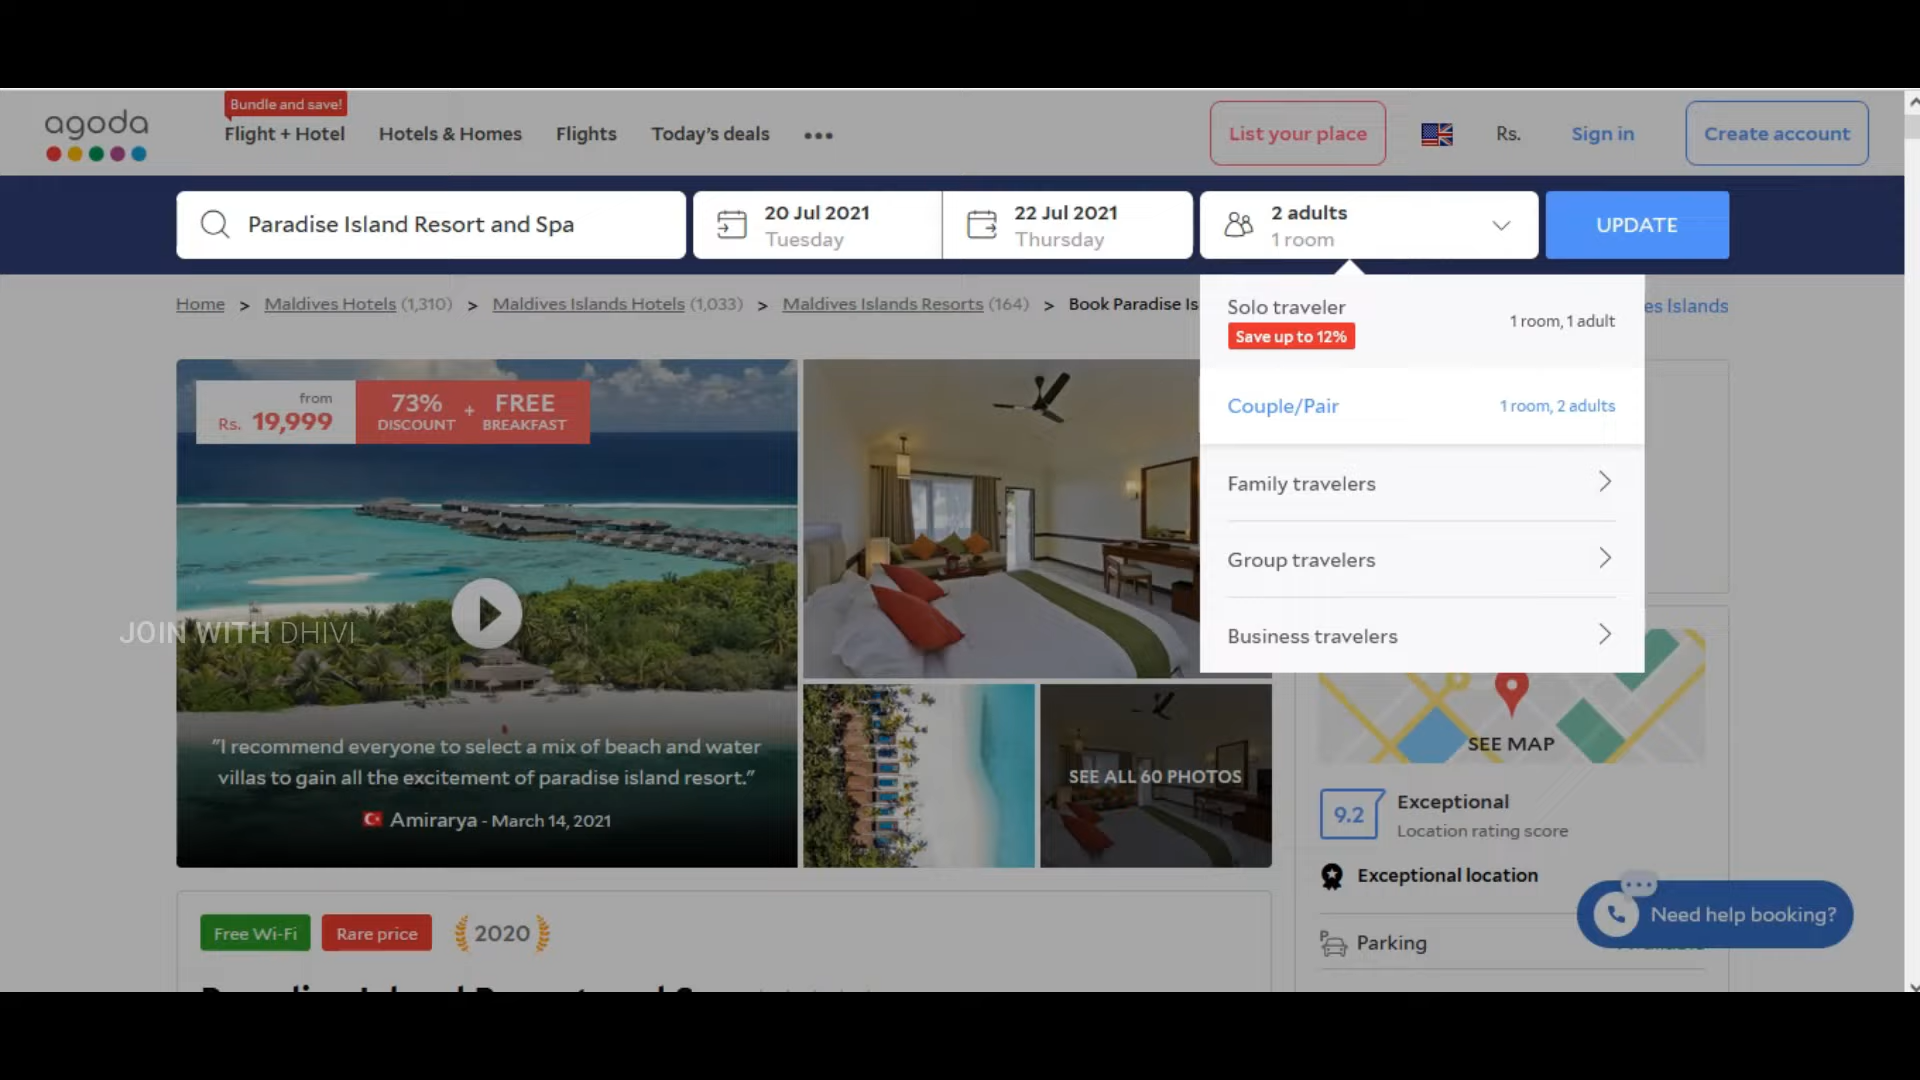 agoda
Bundle and save!
Flight + Hotel
Hotels & Homes
Flights
Today's deals
List your place
Rs.
Sign in
Create account
Paradise Island Resort and Spa
20 Jul 2021
Tuesday
22 Jul 2021
Thursday
2 adults
1 room
UPDATE
Home > Maldives Hotels (1,310) > Maldives Islands Hotels (1,033) > Maldives Islands Resorts (164) > Book Paradise Is
es Islands
Solo traveler
Save up to 12%
1 room, 1 adult
Couple/Pair
1 room, 2 adults
Family travelers
Group travelers
Business travelers
from
Rs. 19,999
73%
DISCOUNT
+
FREE
BREAKFAST
JOIN WITH DHIVI
"I recommend everyone to select a mix of beach and water
villas to gain all the excitement of paradise island resort."
Amirarya - March 14, 2021
SEE ALL 60 PHOTOS
SEE MAP
9.2
Exceptional
Location rating score
Exceptional location
Parking
Need help booking?
Free Wi-Fi
Rare price
2020